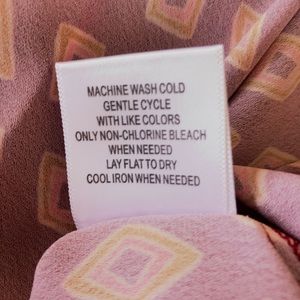 MACHINE WASH COLD
GENTLE CYCLE
WITH LIKE COLORS
ONLY NON-CHLORINE BLEACH
WHEN NEEDED
LAY FLAT TO DRY
COOL IRON WHEN NEEDED